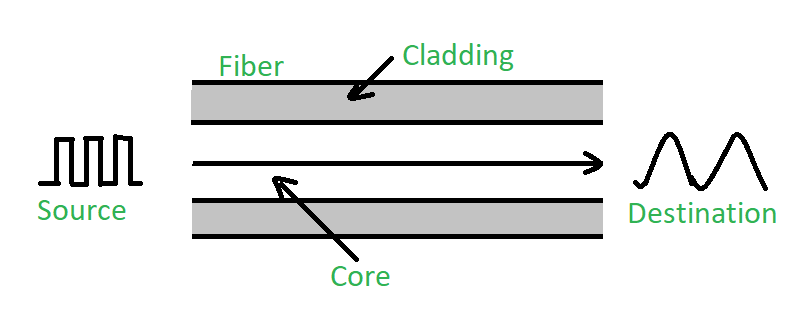 Fiber
Cladding
Source
Destination
Core